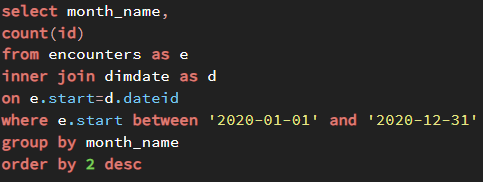 select month_name,
count(id)
from encounters as e
inner join dimdate as d
on e.start=d.dateid
where e.start between '2020-01-01' and '2020-12-31'
group by month_name
order by 2 desc